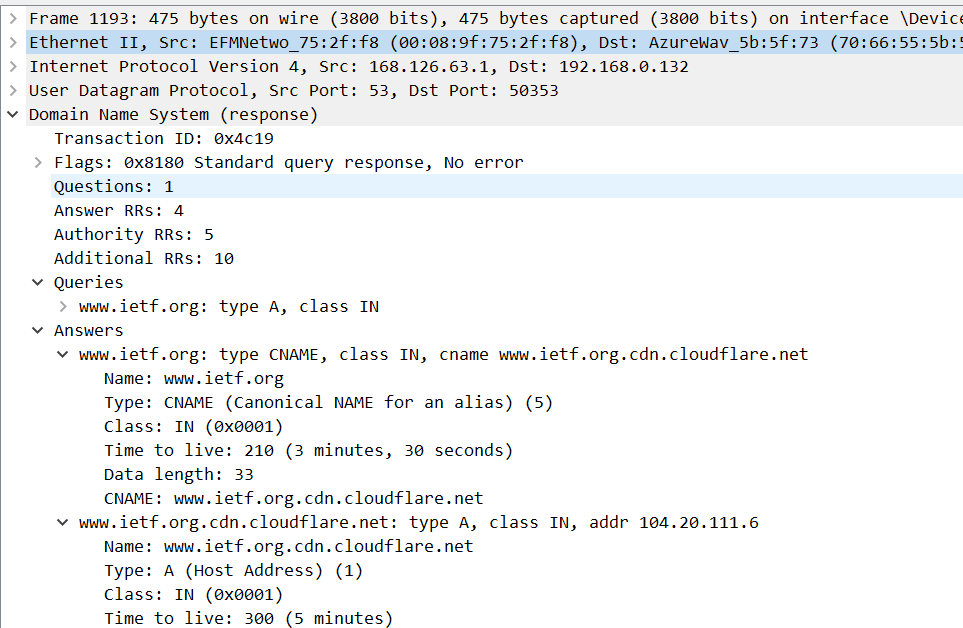 Frame 1193: 475 bytes on wire (3800 bits), 475 bytes captured (3800 bits) on interface \Device
Ethernet II, Src: EFMNetwo_75:2f:f8 (00:08:9f:75:2f:f8), Dst: AzureWav_5b:5f:73 (70:66:55:5b:5
Internet Protocol Version 4, Src: 168.126.63.1, Dst: 192.168.0.132
User Datagram Protocol, Src Port: 53, Dst Port: 50353
Domain Name System (response)
Transaction ID: 0x4c19
Flags: 0x8180 Standard query response, No error
Questions: 1
Answer RRs: 4
Authority RRs: 5
Additional RRs: 10
Queries
www.ietf.org: type A, class IN
Answers
www.ietf.org: type CNAME, class IN, cname www.ietf.org.cdn.cloudflare.net
Name: www.ietf.org
Type: CNAME (Canonical NAME for an alias) (5)
Class: IN (0x0001)
Time to live: 210 (3 minutes, 30 seconds)
Data length: 33
CNAME: www.ietf.org.cdn.cloudflare.net
www.ietf.org.cdn.cloudflare.net: type A, class IN, addr 104.20.111.6
Name: www.ietf.org.cdn.cloudflare.net
Type: A (Host Address) (1)
Class: IN (0x0001)
Time to live: 300 (5 minutes)